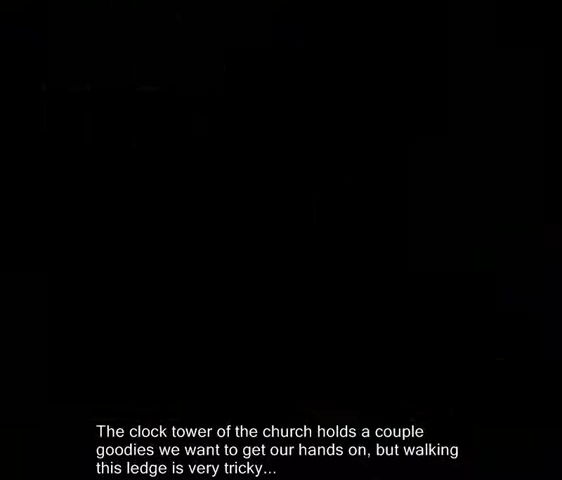 The clock tower of the church holds a couple
goodies we want to get our hands on, but walking
this ledge is very tricky...